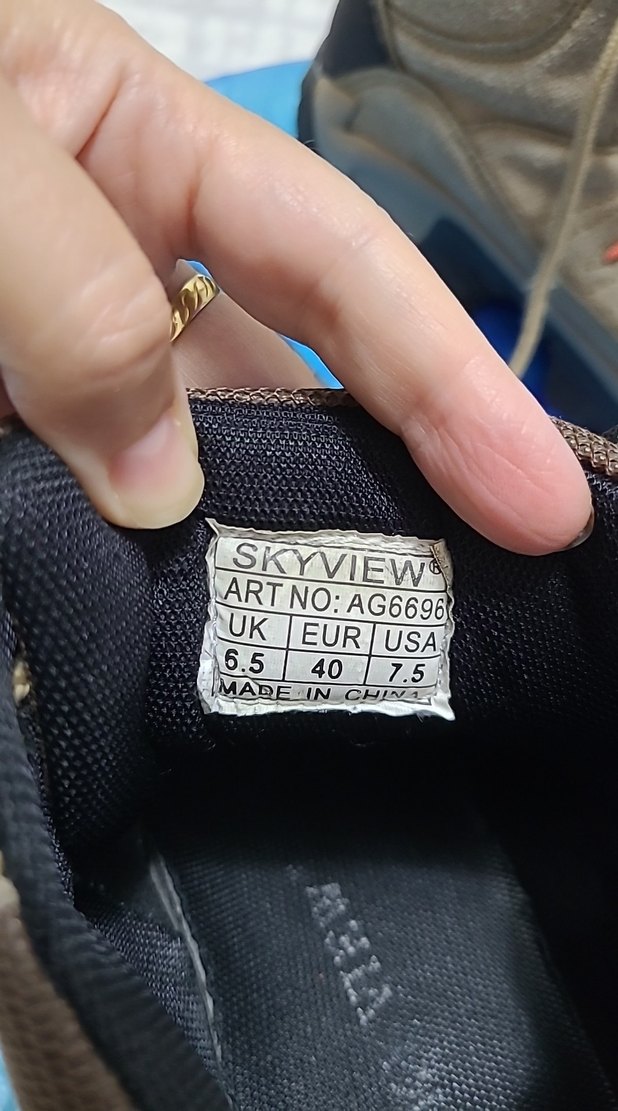 SKYVIEW®
ART NO: AG6696
UK EUR USA
6.5 40 7.5
MADE IN CHINA